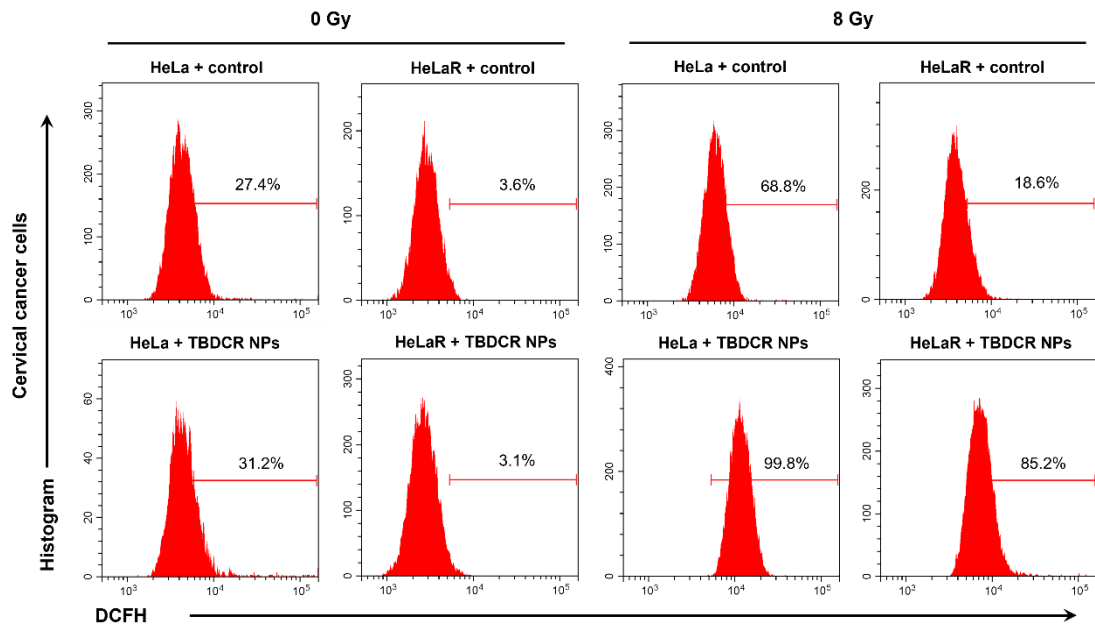 0 Gy
8 Gy
HeLa + control
HeLaR + control
HeLa + control
HeLaR + control
300
200
100
0
27.4%
10³ 10⁴ 10⁵
200
100
0
3.6%
10³ 10⁴ 10⁵
300
200
100
0
68.8%
10³ 10⁴ 10⁵
200
0
18.6%
10³ 10⁴ 10⁵
HeLa + TBDCR NPs
HeLaR + TBDCR NPs
HeLa + TBDCR NPs
HeLaR + TBDCR NPs
60
40
20
0
31.2%
10³ 10⁴ 10⁵
300
200
100
0
3.1%
10³ 10⁴ 10⁵
400
200
0
99.8%
10³ 10⁴ 10⁵
300
200
100
0
85.2%
10³ 10⁴ 10⁵
Cervical cancer cells
Histogram
DCFH